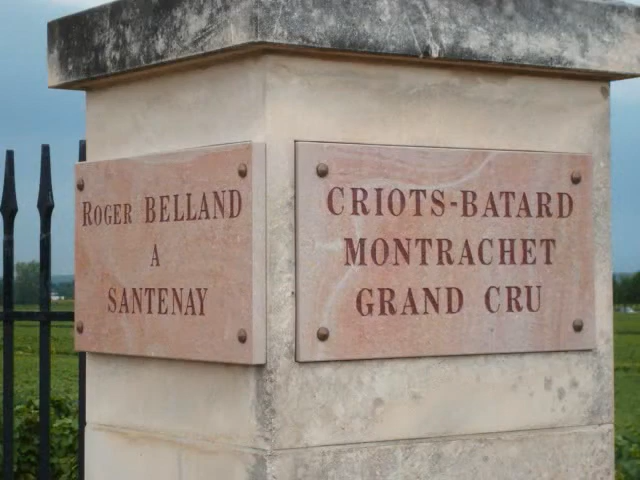 ROGER BELLAND
A
SANTENAY
CRIOTS-BATARD
MONTRACHET
GRAND CRU